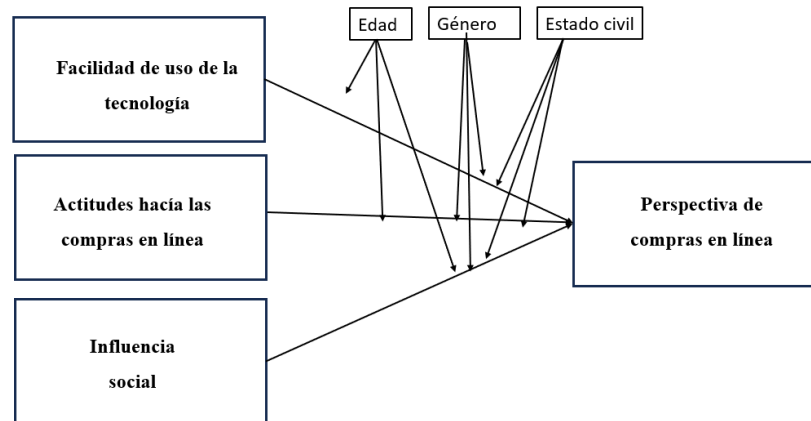 Edad
Género
Estado civil
Facilidad de uso de la
tecnología
Actitudes hacía las
compras en línea
Perspectiva de
compras en línea
Influencia
social